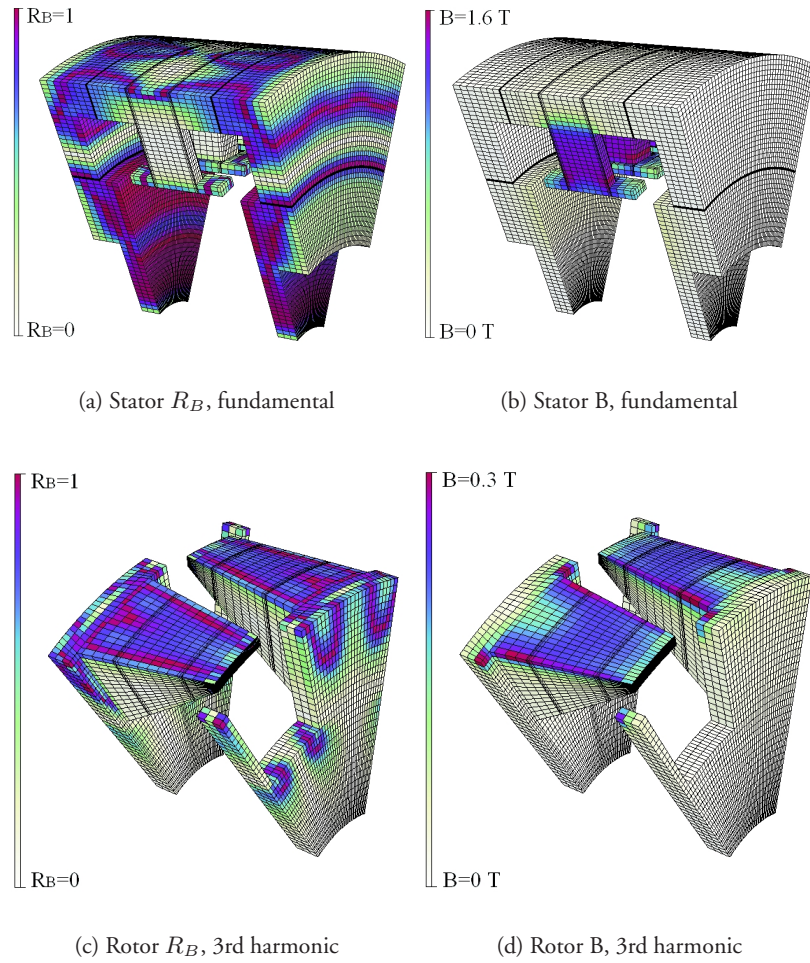 RB=1
RB=0
B=1.6 T
B=0 T
(a) Stator RB, fundamental
(b) Stator B, fundamental
RB=1
RB=0
B=0.3 T
B=0 T
(c) Rotor RB, 3rd harmonic
(d) Rotor B, 3rd harmonic